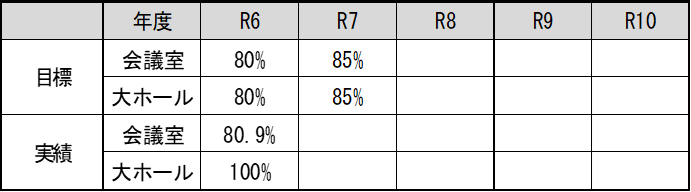 年度 R6 R7 R8 R9 R10
目標 会議室 80% 85%
大ホール 80% 85%
実績 会議室 80.9%
大ホール 100%